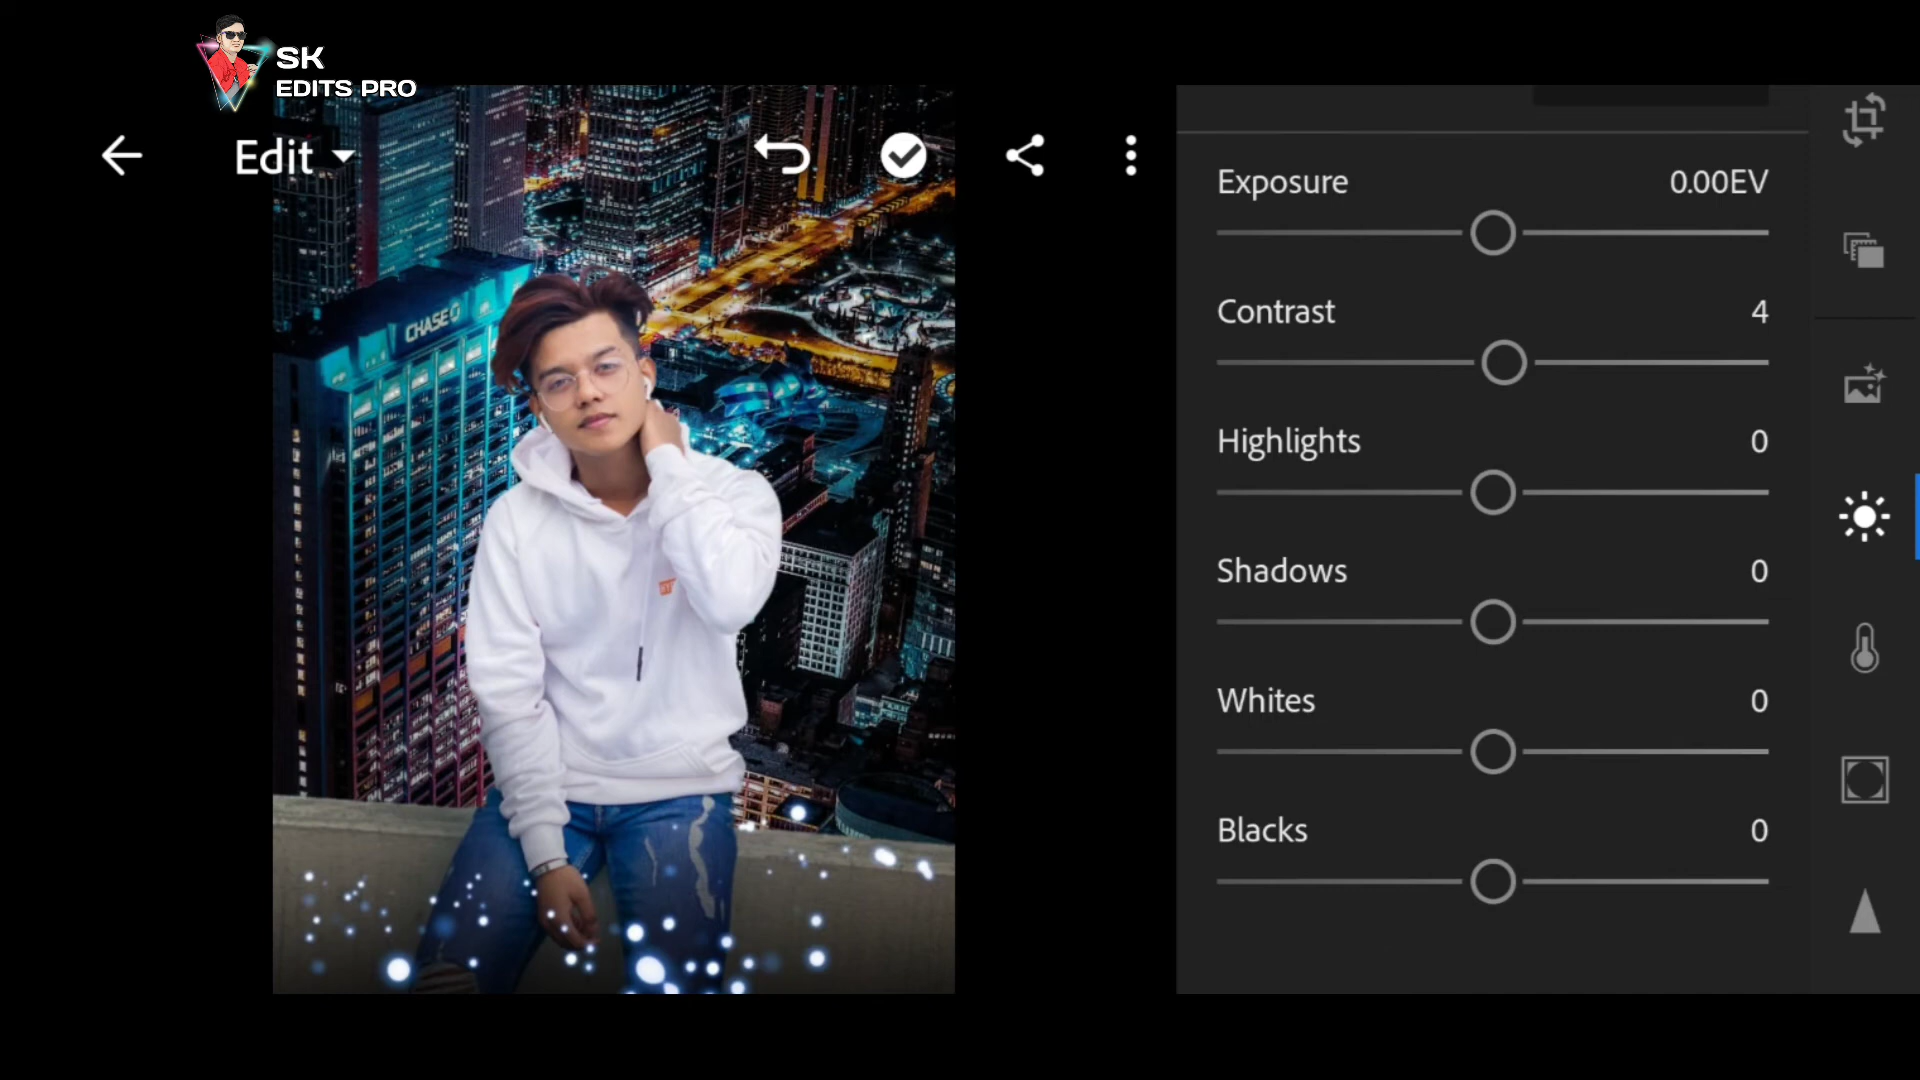 SK
EDITS PRO
Edit
CHASE
Exposure 0.00EV
Contrast 4
Highlights 0
Shadows 0
Whites 0
Blacks 0